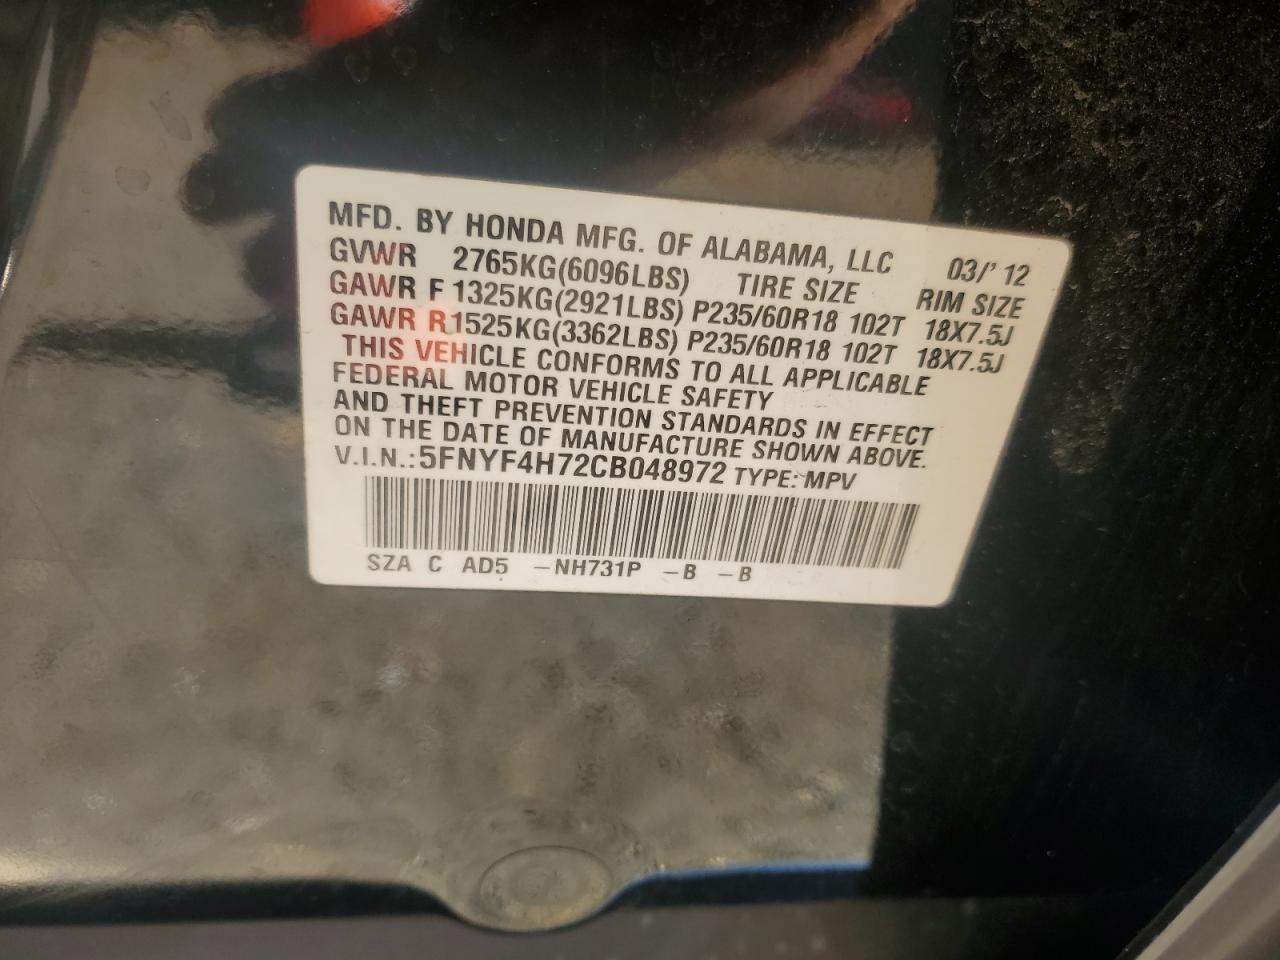 MFD. BY HONDA MFG. OF ALABAMA, LLC 03/' 12
GVWR 2765KG(6096LBS) TIRE SIZE RIM SIZE
GAWR F 1325KG(2921LBS) P235/60R18 102T 18X7.5J
GAWR R1525KG(3362LBS) P235/60R18 102T 18X7.5J
THIS VEHICLE CONFORMS TO ALL APPLICABLE
FEDERAL MOTOR VEHICLE SAFETY
AND THEFT PREVENTION STANDARDS IN EFFECT
ON THE DATE OF MANUFACTURE SHOWN ABOVE.
V.I.N.:5FNYF4H72CB048972 TYPE: MPV
SZA C AD5 -NH731P -B -B